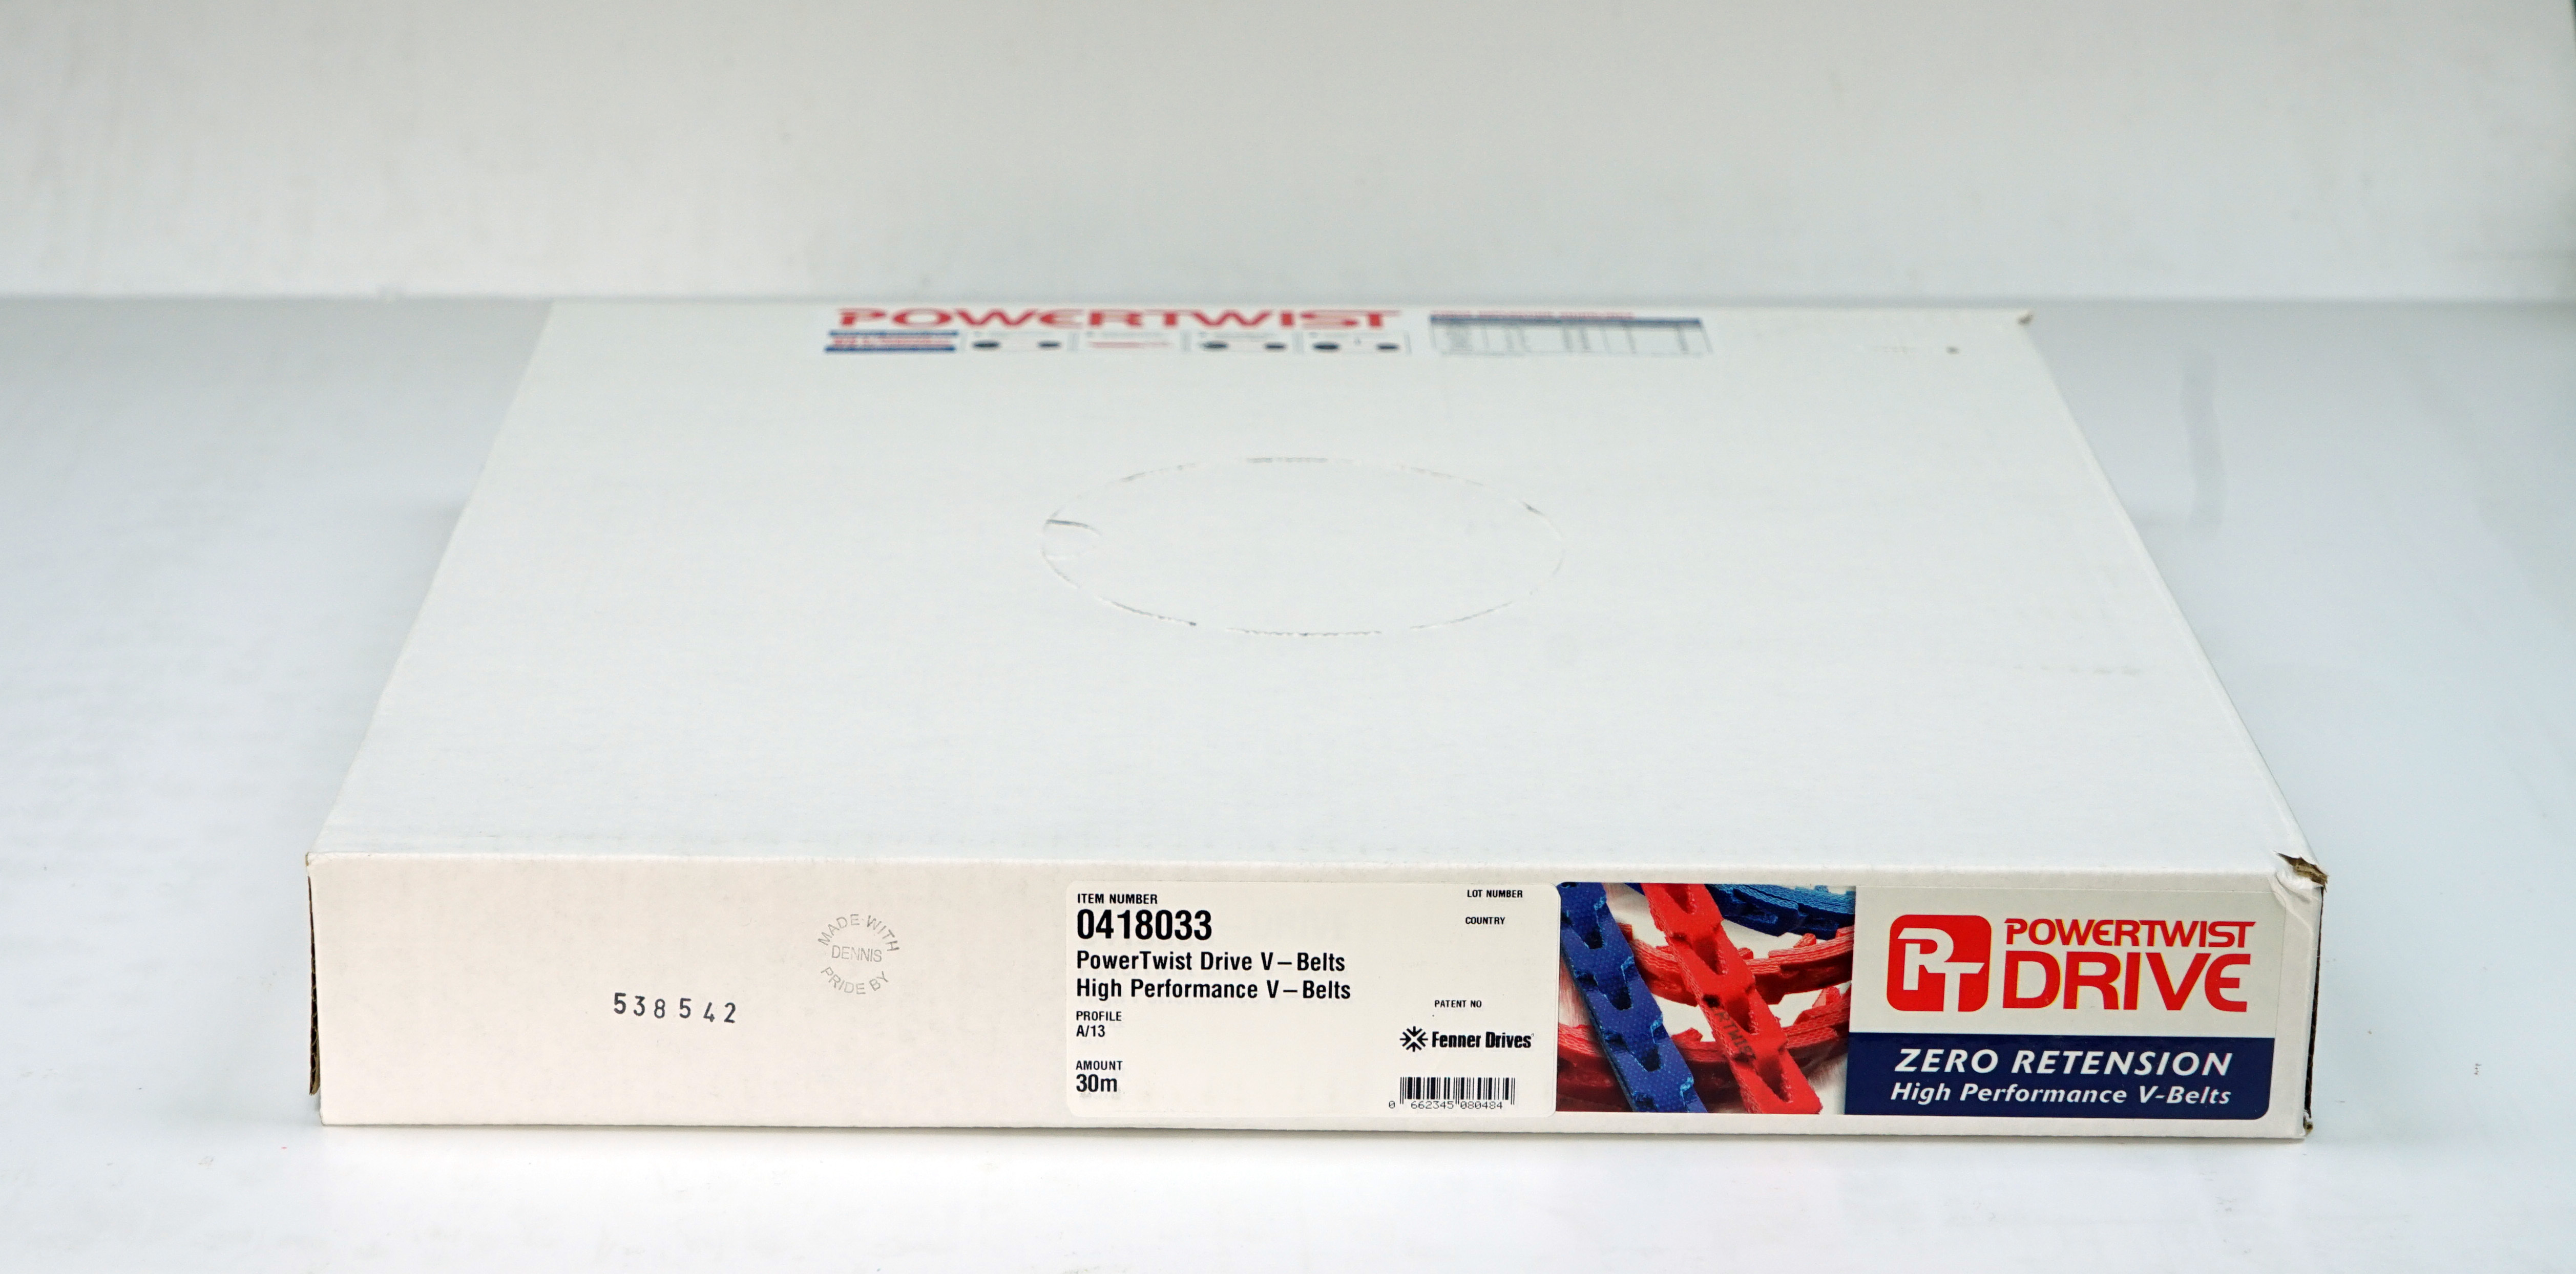 POWERTWIST
538542
MADE WITH
DENNIS
PRIDE BY
ITEM NUMBER
0418033
PowerTwist Drive V–Belts
High Performance V–Belts
PROFILE
A/13
AMOUNT
30m
LOT NUMBER
COUNTRY
PATENT NO
Fenner Drives
0 662345 080484
PT
POWERTWIST
DRIVE
ZERO RETENSION
High Performance V-Belts